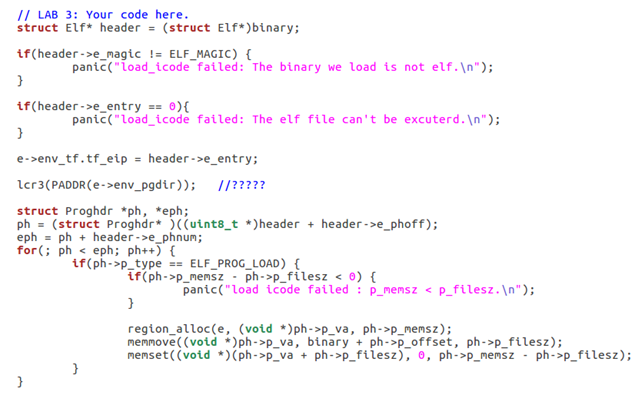 // LAB 3: Your code here.
struct Elf* header = (struct Elf*)binary;
if(header->e_magic != ELF_MAGIC) {
panic("load_icode failed: The binary we load is not elf.\n");
}
if(header->e_entry == 0){
panic("load_icode failed: The elf file can't be excuterd.\n");
}
e->env_tf.tf_eip = header->e_entry;
lcr3(PADDR(e->env_pgdir)); //?????
struct Proghdr *ph, *eph;
ph = (struct Proghdr* )((uint8_t *)header + header->e_phoff);
eph = ph + header->e_phnum;
for(; ph < eph; ph++) {
if(ph->p_type == ELF_PROG_LOAD) {
if(ph->p_memsz - ph->p_filesz < 0) {
panic("load icode failed : p_memsz < p_filesz.\n");
}
region_alloc(e, (void *)ph->p_va, ph->p_memsz);
memmove((void *)ph->p_va, binary + ph->p_offset, ph->p_filesz);
memset((void *)(ph->p_va + ph->p_filesz), 0, ph->p_memsz - ph->p_filesz);
}
}